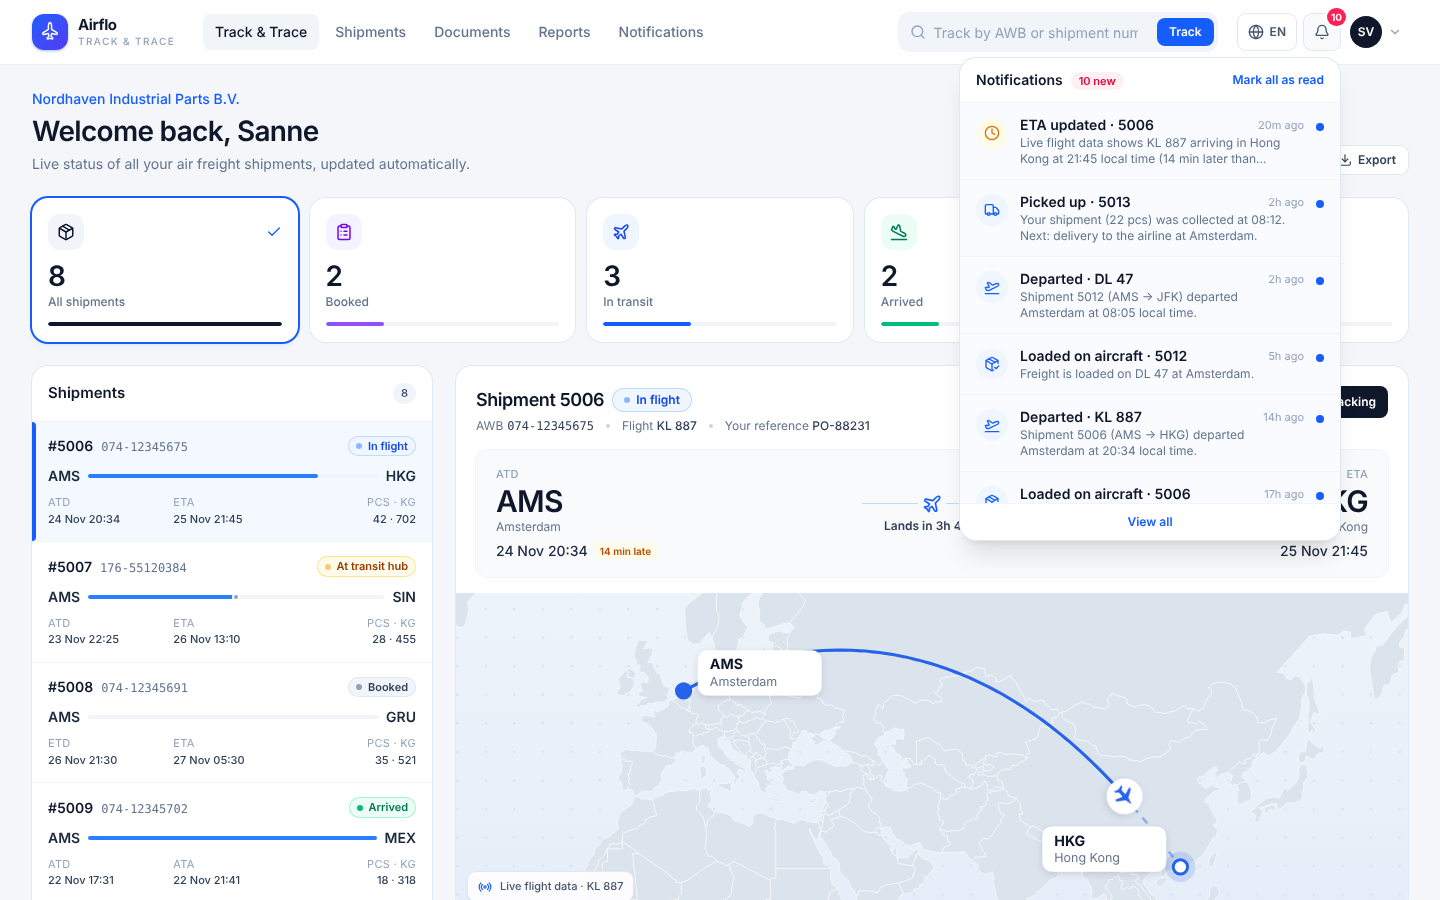 Airflo
TRACK & TRACE
Track & Trace
Shipments
Documents
Reports
Notifications
Track by AWB or shipment num
Track
EN
10
SV
Nordhaven Industrial Parts B.V.
Welcome back, Sanne
Live status of all your air freight shipments, updated automatically.
Export
8
All shipments
2
Booked
3
In transit
2
Arrived
Notifications
10 new
Mark all as read
ETA updated · 5006
20m ago
Live flight data shows KL 887 arriving in Hong
Kong at 21:45 local time (14 min later than...
Picked up · 5013
2h ago
Your shipment (22 pcs) was collected at 08:12.
Next: delivery to the airline at Amsterdam.
Departed · DL 47
2h ago
Shipment 5012 (AMS → JFK) departed
Amsterdam at 08:05 local time.
Loaded on aircraft · 5012
5h ago
Freight is loaded on DL 47 at Amsterdam.
Departed · KL 887
14h ago
Shipment 5006 (AMS → HKG) departed
Amsterdam at 20:34 local time.
Loaded on aircraft · 5006
17h ago
View all
Shipments
8
#5006 074-12345675
In flight
AMS
HKG
ATD
ETA
PCS · KG
24 Nov 20:34
25 Nov 21:45
42 · 702
#5007 176-55120384
At transit hub
AMS
SIN
ATD
ETA
PCS · KG
23 Nov 22:25
26 Nov 13:10
28 · 455
#5008 074-12345691
Booked
AMS
GRU
ETD
ETA
PCS · KG
26 Nov 21:30
27 Nov 05:30
35 · 521
#5009 074-12345702
Arrived
AMS
MEX
ATD
ATA
PCS · KG
22 Nov 17:31
22 Nov 21:41
18 · 318
Shipment 5006
In flight
AWB 074-12345675
Flight KL 887
Your reference PO-88231
ATD
AMS
Amsterdam
24 Nov 20:34
14 min late
Lands in 3h 4
ETA
KG
Kong
25 Nov 21:45
AMS
Amsterdam
HKG
Hong Kong
Live flight data · KL 887